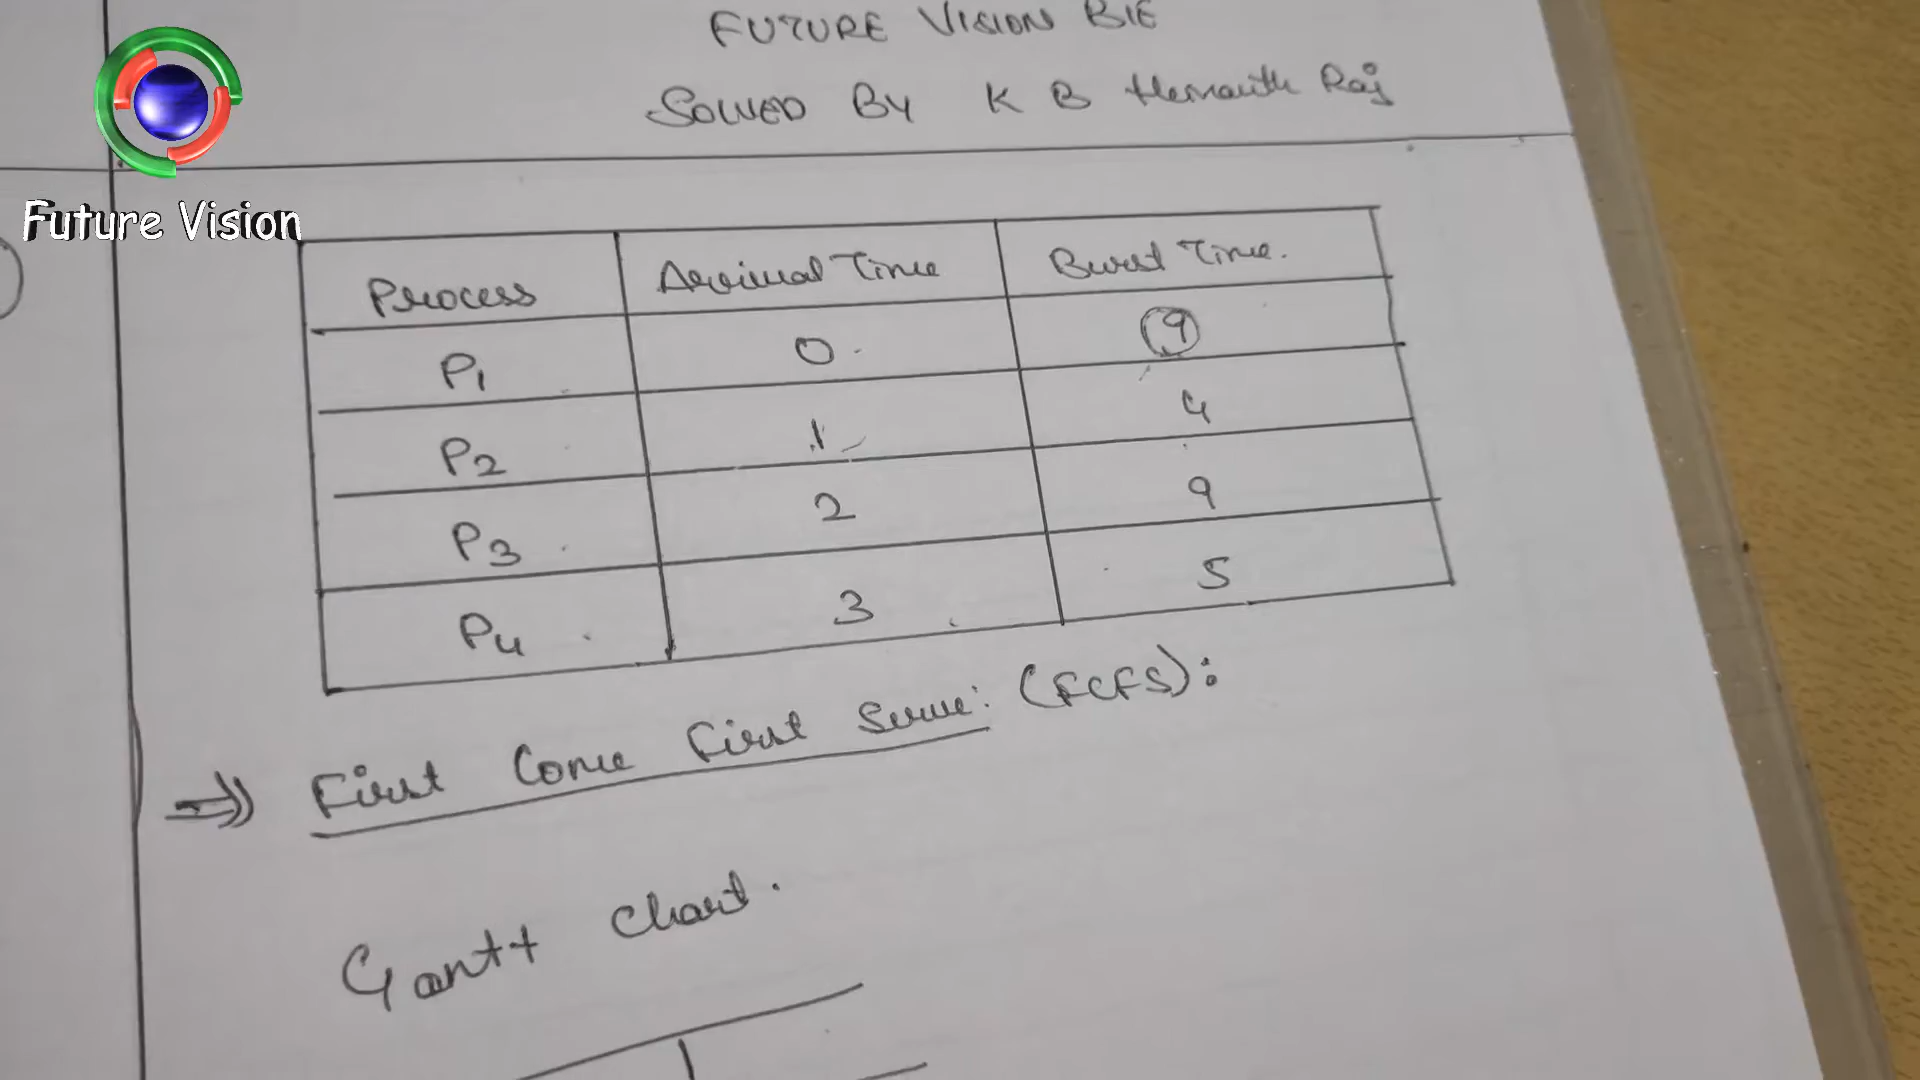 FUTURE VISION BIE
SOLVED BY K B Hemanth Raj
Future Vision
Process Arrival Time Burst Time.
P1 0 9
P2 1 4
P3 2 9
P4 3 5
First Come First Serve: (FCFS):
Gantt Chart.